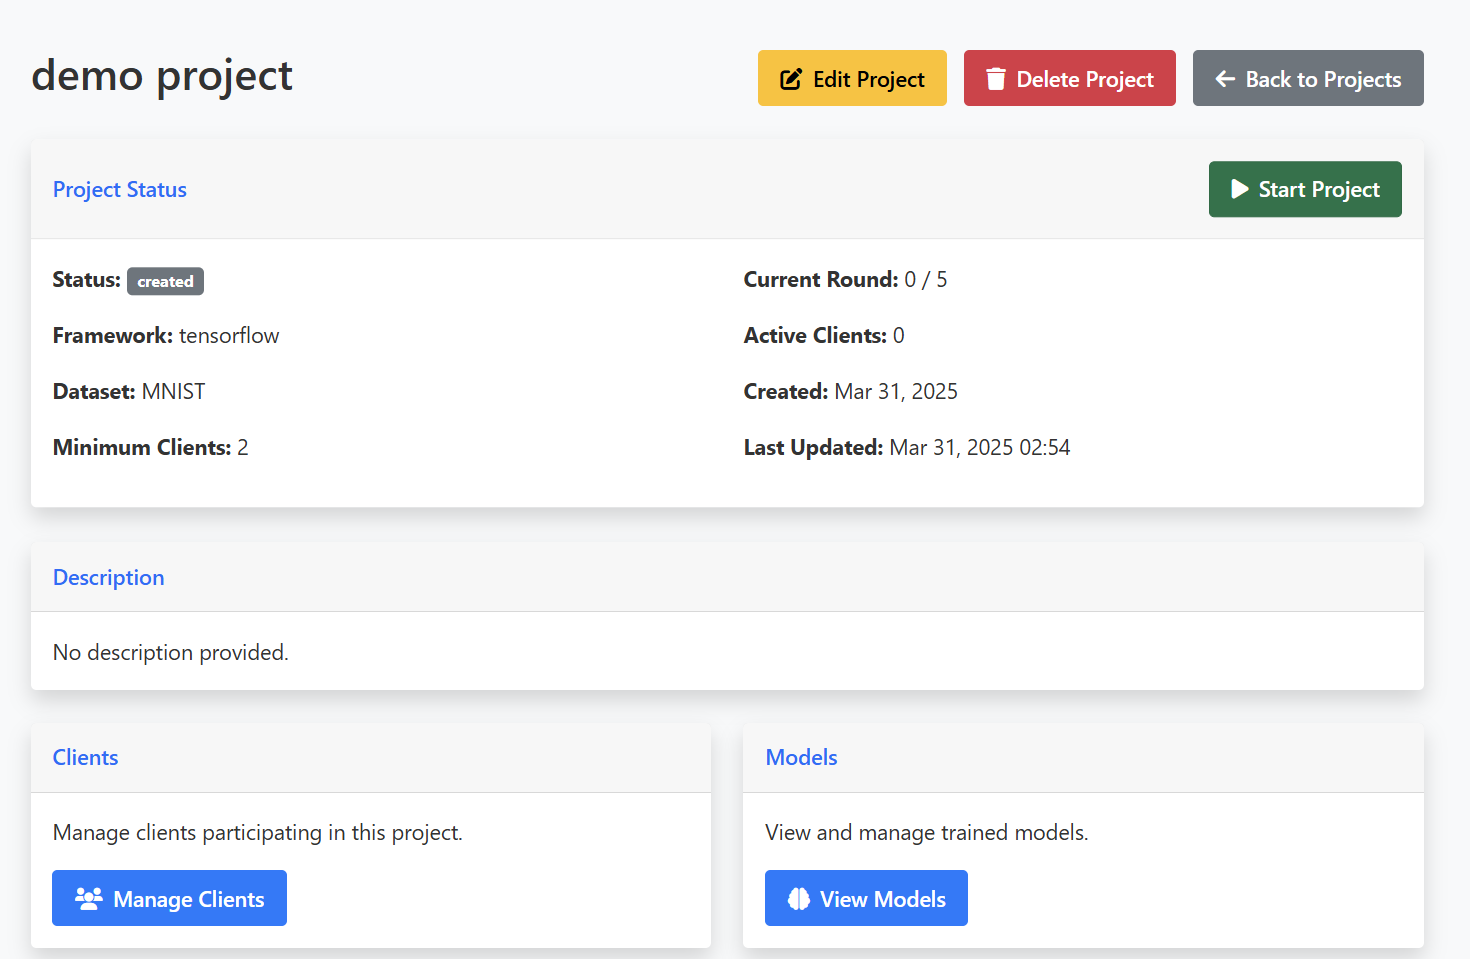 demo project
Edit Project
Delete Project
Back to Projects
Project Status
Start Project
Status: created
Current Round: 0 / 5
Framework: tensorflow
Active Clients: 0
Dataset: MNIST
Created: Mar 31, 2025
Minimum Clients: 2
Last Updated: Mar 31, 2025 02:54
Description
No description provided.
Clients
Manage clients participating in this project.
Manage Clients
Models
View and manage trained models.
View Models